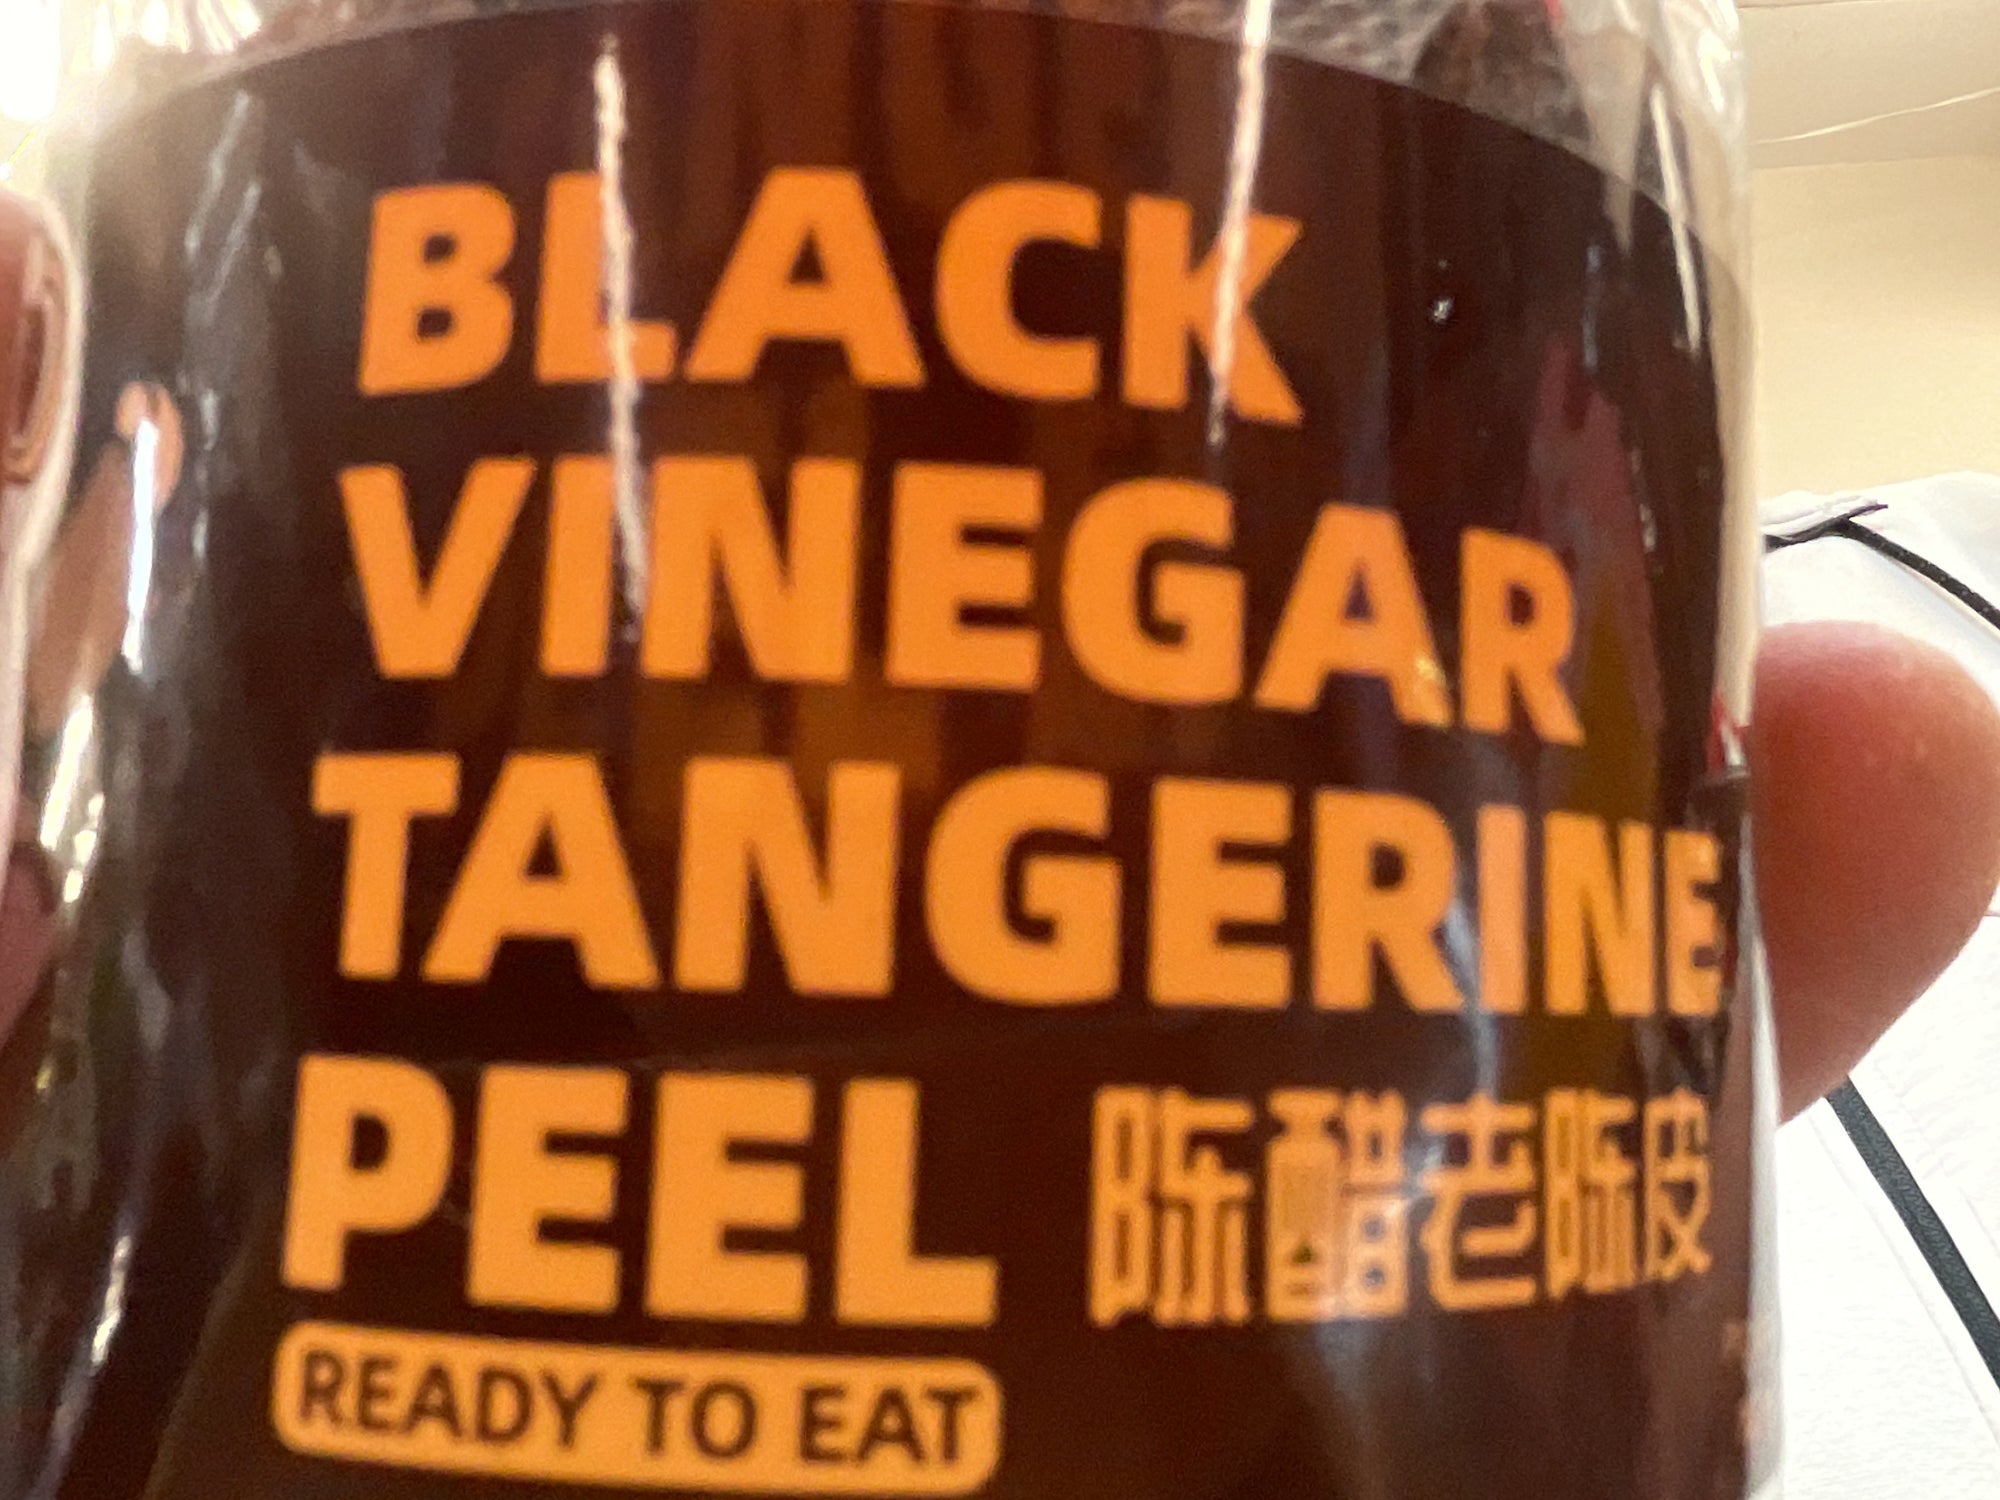 BLACK
VINEGAR
TANGERINE
PEEL 陈醋老陈皮
READY TO EAT